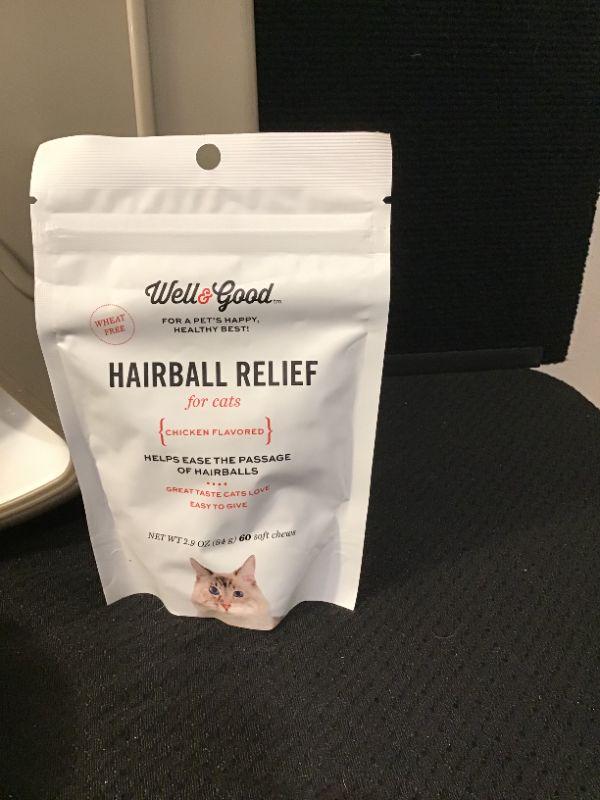 Well&Good™
WHEAT
FREE
FOR A PET'S HAPPY,
HEALTHY BEST!
HAIRBALL RELIEF
for cats
{CHICKEN FLAVORED}
HELPS EASE THE PASSAGE
OF HAIRBALLS
GREAT TASTE CATS LOVE
EASY TO GIVE
NET WT 2.9 OZ (84 g) 60 soft chews